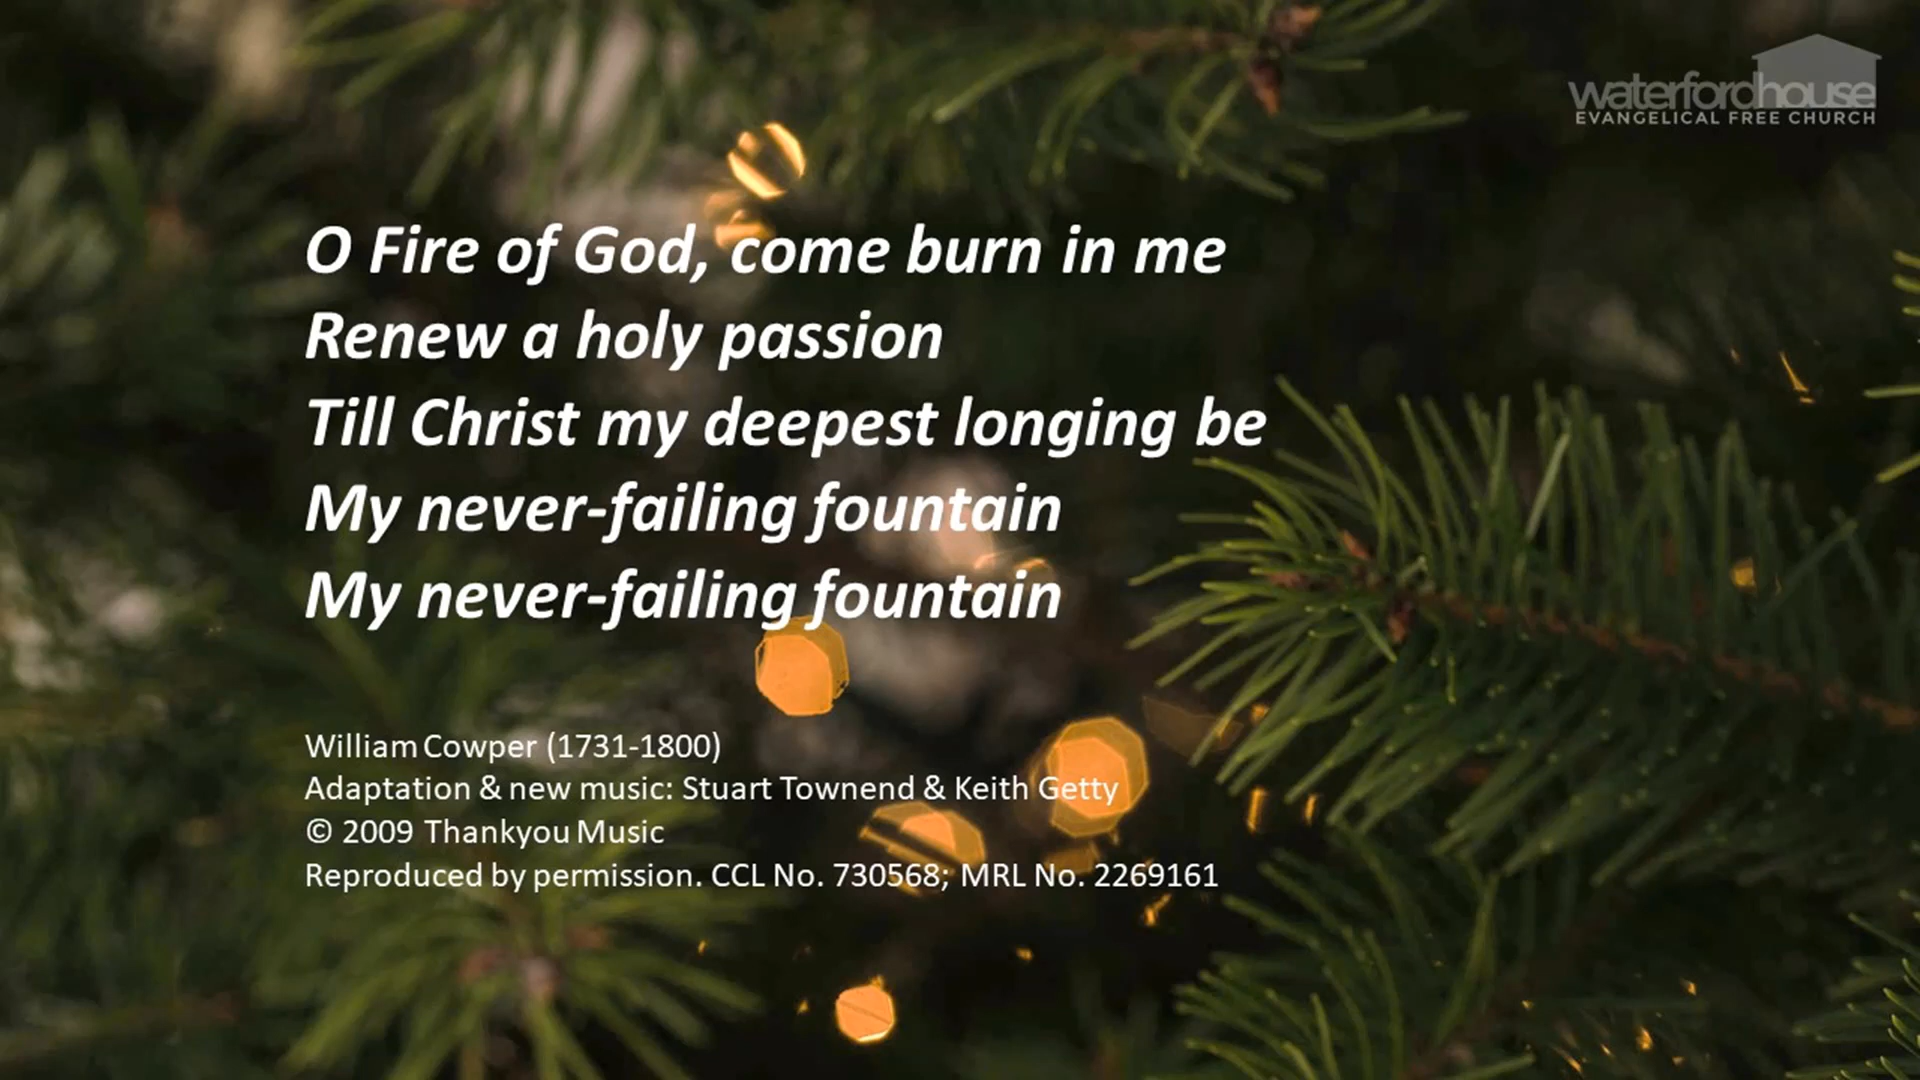 waterfordhouse
EVANGELICAL FREE CHURCH
O Fire of God, come burn in me
Renew a holy passion
Till Christ my deepest longing be
My never-failing fountain
My never-failing fountain
William Cowper (1731-1800)
Adaptation & new music: Stuart Townend & Keith Getty
© 2009 Thankyou Music
Reproduced by permission. CCL No. 730568; MRL No. 2269161